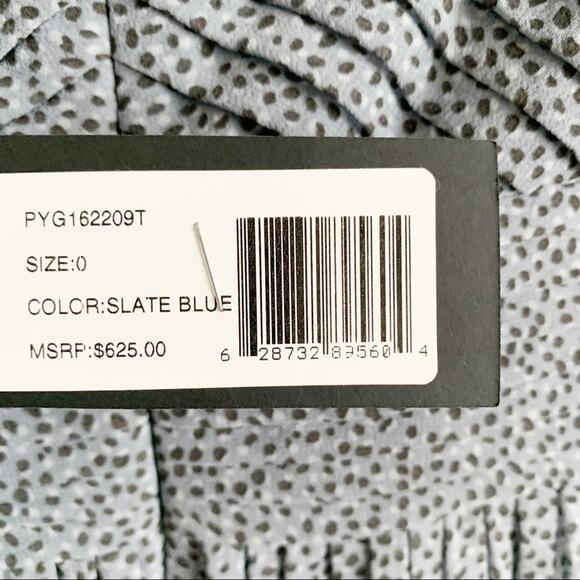 PYG162209T
SIZE:0
COLOR:SLATE BLUE
MSRP:$625.00
6 28732 89560 4